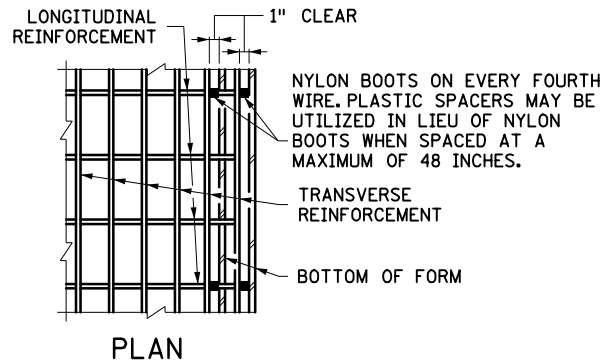 LONGITUDINAL
REINFORCEMENT
1" CLEAR
NYLON BOOTS ON EVERY FOURTH
WIRE. PLASTIC SPACERS MAY BE
UTILIZED IN LIEU OF NYLON
BOOTS WHEN SPACED AT A
MAXIMUM OF 48 INCHES.
TRANSVERSE
REINFORCEMENT
BOTTOM OF FORM
PLAN